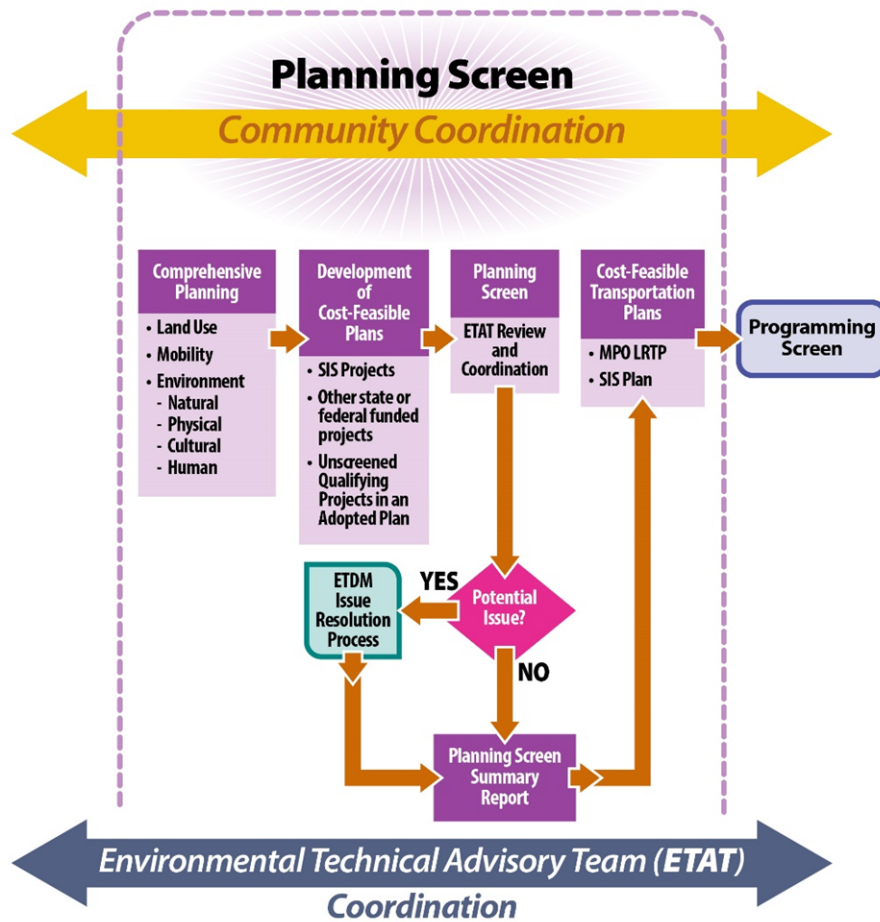 Planning Screen
Community Coordination
Comprehensive
Planning
• Land Use
• Mobility
• Environment
- Natural
- Physical
- Cultural
- Human
Development
of
Cost-Feasible
Plans
• SIS Projects
• Other state or
federal funded
projects
• Unscreened
Qualifying
Projects in an
Adopted Plan
Planning
Screen
ETAT Review
and
Coordination
Cost-Feasible
Transportation
Plans
• MPO LRTP
• SIS Plan
Programming
Screen
Potential
Issue?
YES
ETDM
Issue
Resolution
Process
NO
Planning Screen
Summary
Report
Environmental Technical Advisory Team (ETAT)
Coordination